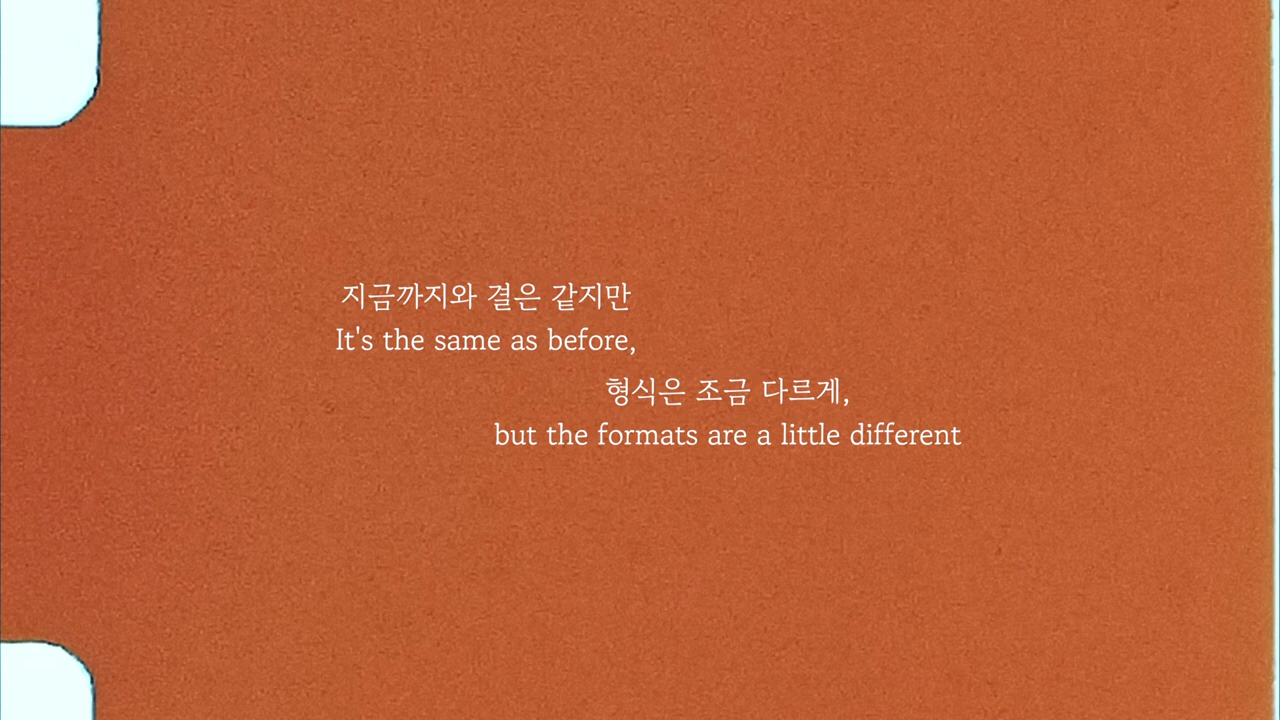 지금까지와 결은 같지만
It's the same as before,
형식은 조금 다르게,
but the formats are a little different